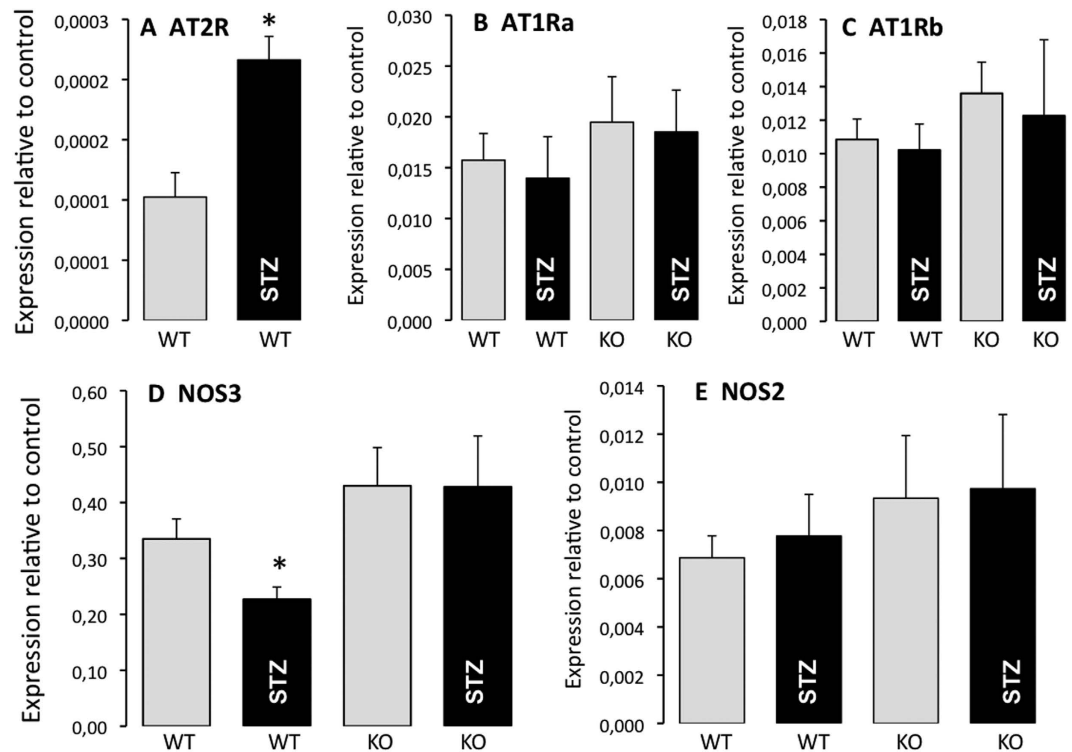 A AT2R
Expression relative to control
0,0003
0,0002
0,0002
0,0001
0,0001
0,0000
*
STZ
WT
WT
B AT1Ra
Expression relative to control
0,030
0,025
0,020
0,015
0,010
0,005
0,000
STZ
STZ
WT
WT
KO
KO
C AT1Rb
Expression relative to control
0,018
0,016
0,014
0,012
0,010
0,008
0,006
0,004
0,002
0,000
STZ
STZ
WT
WT
KO
KO
D NOS3
Expression relative to control
0,60
0,50
0,40
0,30
0,20
0,10
0,00
*
STZ
STZ
WT
WT
KO
KO
E NOS2
Expression relative to control
0,014
0,012
0,010
0,008
0,006
0,004
0,002
0,000
STZ
STZ
WT
WT
KO
KO